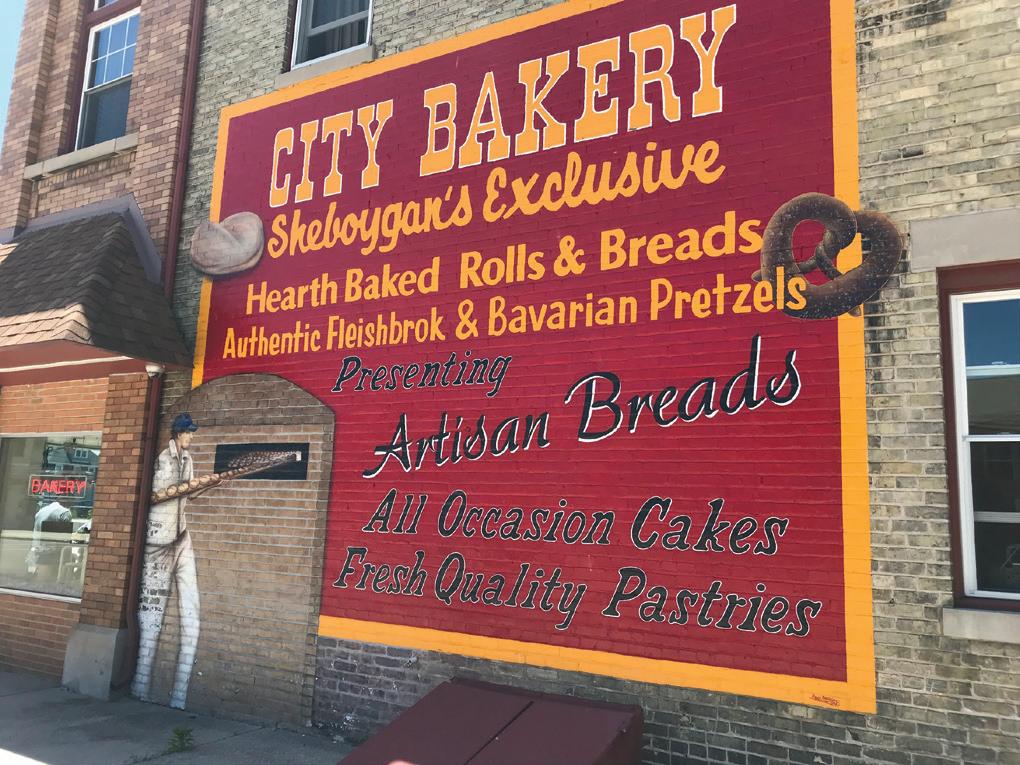 CITY BAKERY
Sheboygan's Exclusive
Hearth Baked Rolls & Breads
Authentic Fleishbrok & Bavarian Pretzels
Presenting
Artisan Breads
All Occasion Cakes
Fresh Quality Pastries
BAKERY